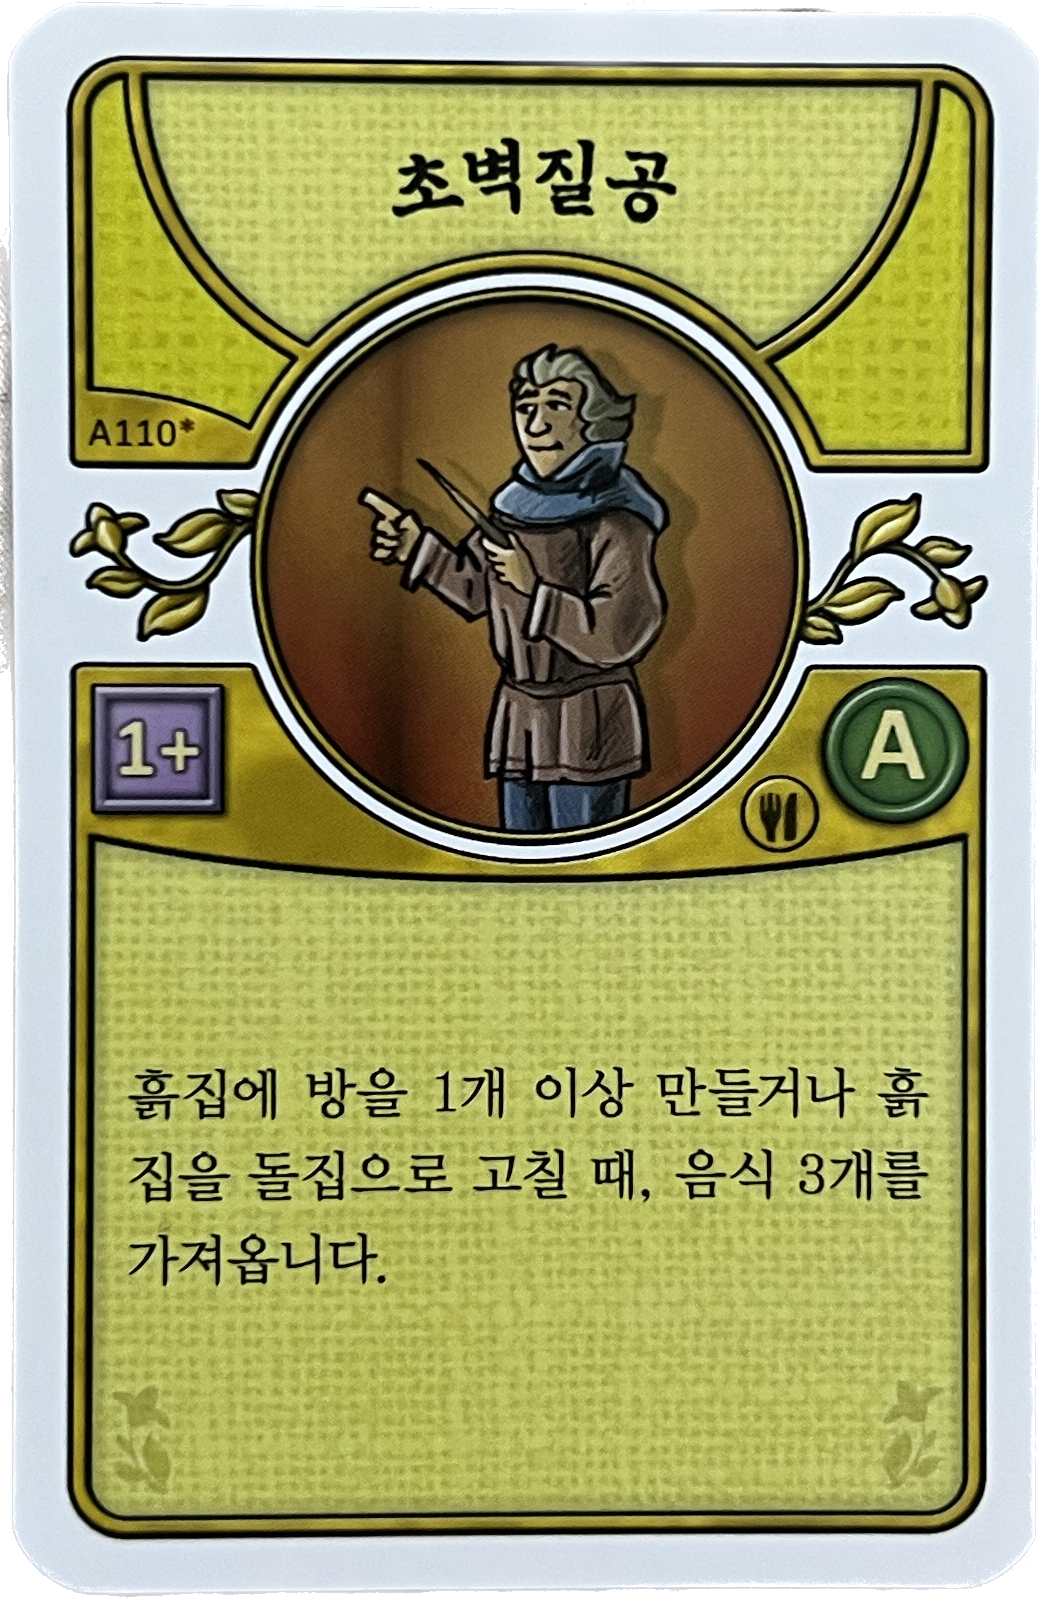 초벽질공
A110*
1+
A
흙집에 방을 1개 이상 만들거나 흙
집을 돌집으로 고칠 때, 음식 3개를
가져옵니다.